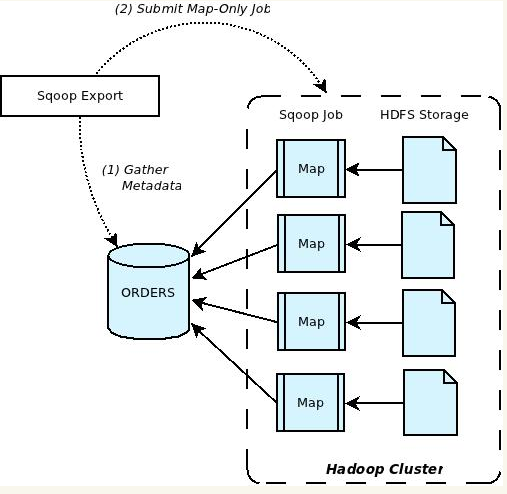 (2) Submit Map-Only Job
Sqoop Export
Sqoop Job
HDFS Storage
(1) Gather
Metadata
Map
Map
ORDERS
Map
Map
Hadoop Cluster